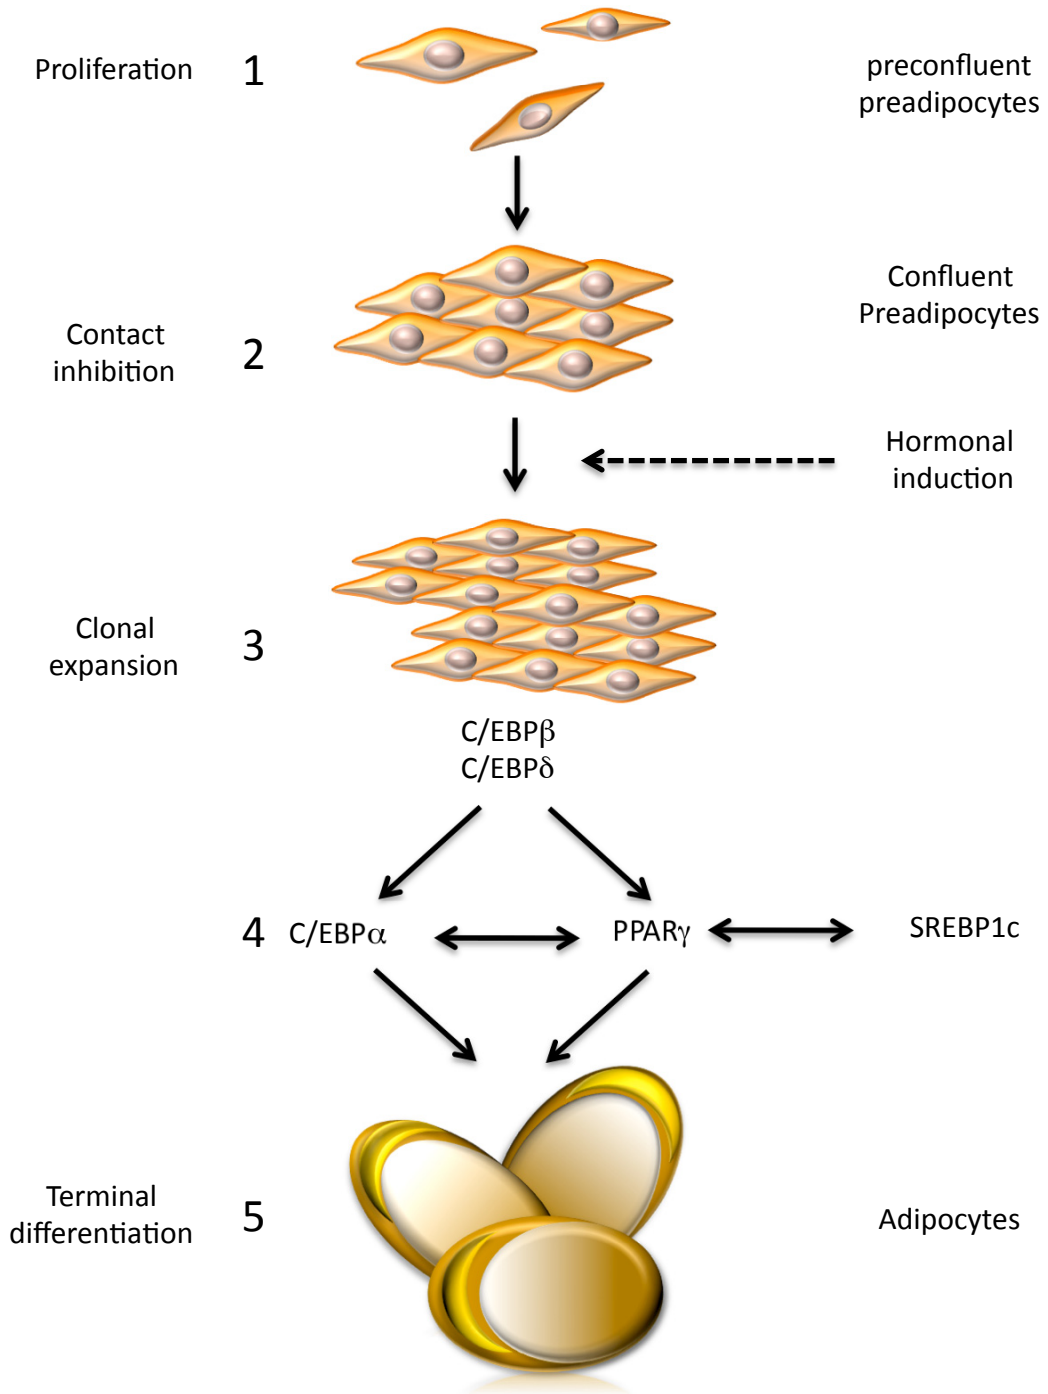 Proliferation
1
preconfluent
preadipocytes
Confluent
Preadipocytes
Contact
inhibition
2
Hormonal
induction
Clonal
expansion
3
C/EBPβ
C/EBPδ
4
C/EBPα
PPARγ
SREBP1c
Terminal
differentiation
5
Adipocytes